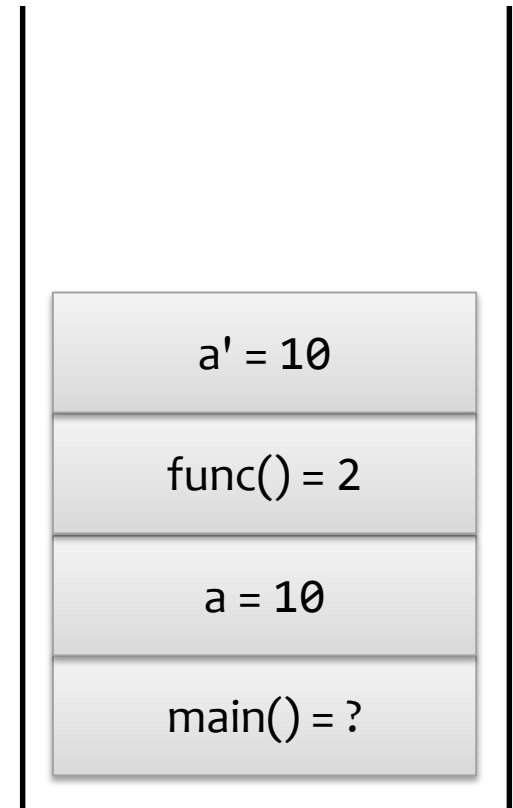 a' = 10
func() = 2
a = 10
main() = ?